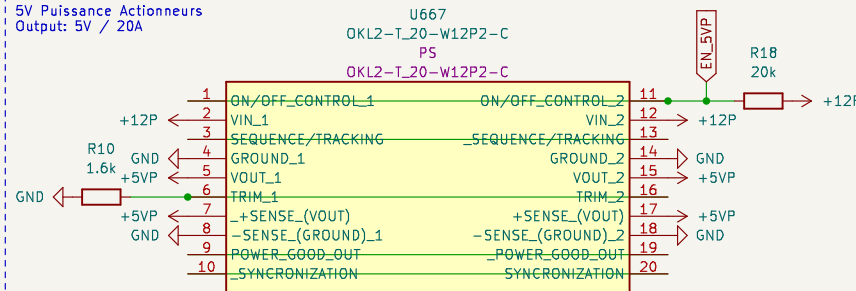 5V Puissance Actionneurs
Output: 5V / 20A
U667
OKL2-T_20-W12P2-C
PS
OKL2-T_20-W12P2-C
EN_5VP
R18
20k
1 ON/OFF_CONTROL_1 ON/OFF_CONTROL_2 11 +12P
+12P 2 VIN_1 VIN_2 12 +12P
3 SEQUENCE/TRACKING _SEQUENCE/TRACKING 13
R10
1.6k
GND 4 GROUND_1 GROUND_2 14 GND
+5VP 5 VOUT_1 VOUT_2 15 +5VP
GND 6 TRIM_1 TRIM_2 16
+5VP 7 _+SENSE_(VOUT) +SENSE_(VOUT) 17 +5VP
GND 8 -SENSE_(GROUND)_1 -SENSE_(GROUND)_2 18 GND
9 POWER_GOOD_OUT _POWER_GOOD_OUT 19
10 _SYNCRONIZATION SYNCRONIZATION 20